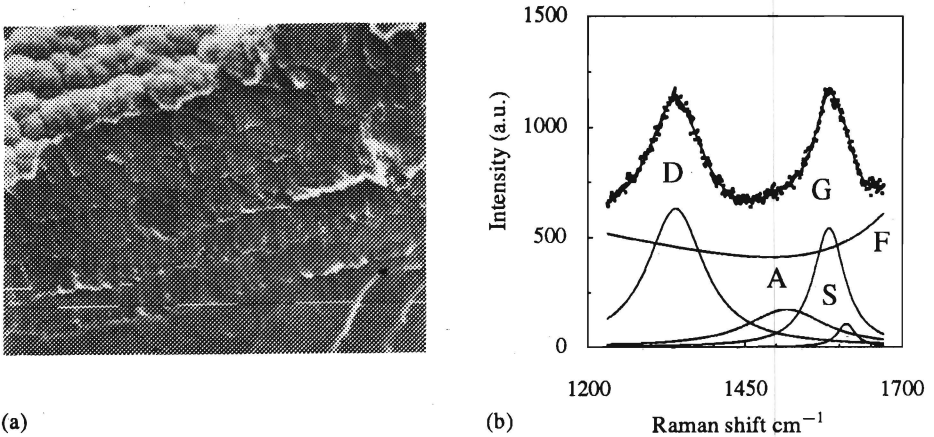 1500
1000
500
0
Intensity (a.u.)
D
G
F
A
S
1200 1450 1700
Raman shift cm⁻¹
(a)
(b)